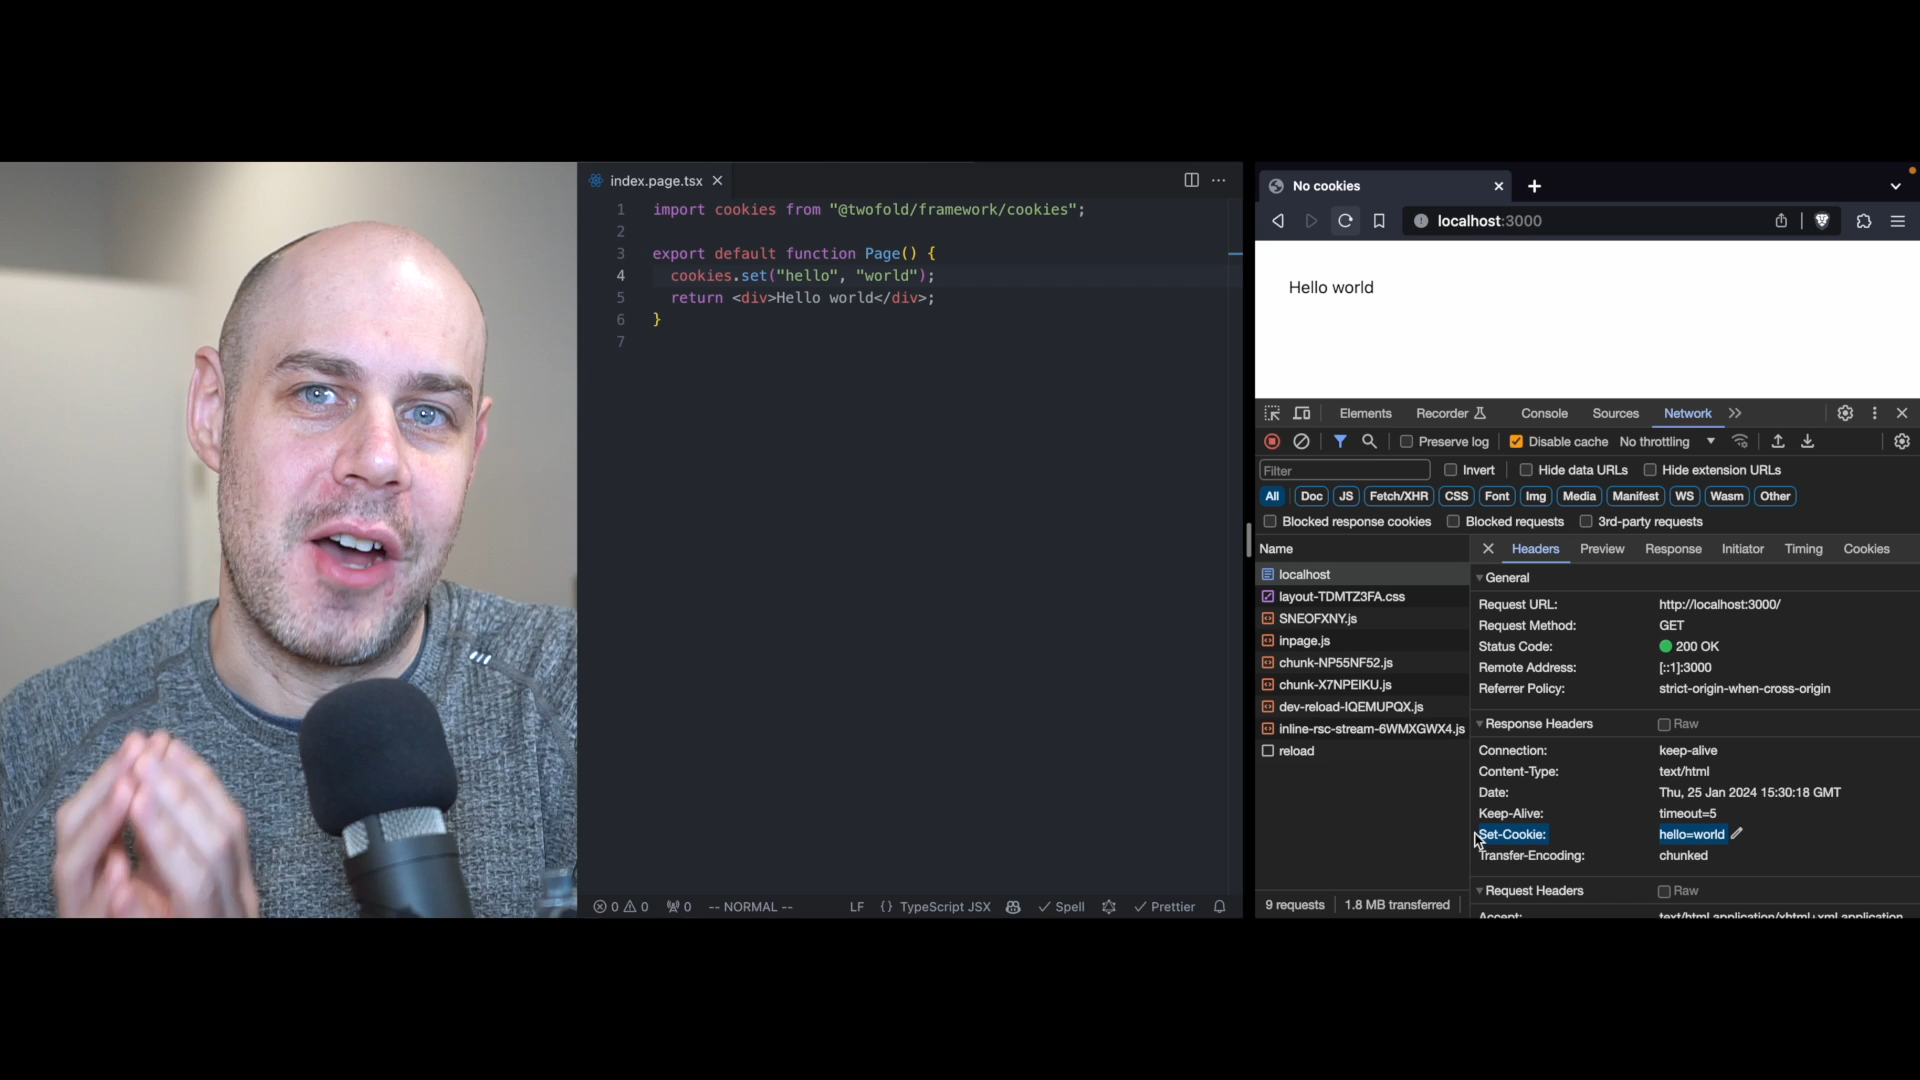 index.page.tsx
1 import cookies from "@twofold/framework/cookies";
2
3 export default function Page() {
4 cookies.set("hello", "world");
5 return <div>Hello world</div>;
6 }
7
0 0 0 -- NORMAL -- LF {} TypeScript JSX Spell Prettier
No cookies
localhost:3000
Hello world
Elements Recorder Console Sources Network
Preserve log Disable cache No throttling
Filter Invert Hide data URLs Hide extension URLs
All Doc JS Fetch/XHR CSS Font Img Media Manifest WS Wasm Other
Blocked response cookies Blocked requests 3rd-party requests
Name
localhost
layout-TDMTZ3FA.css
SNEOFXNY.js
inpage.js
chunk-NP55NF52.js
chunk-X7NPEIKU.js
dev-reload-IQEMUPQX.js
inline-rsc-stream-6WMXGWX4.js
reload
9 requests 1.8 MB transferred
Headers Preview Response Initiator Timing Cookies
General
Request URL: http://localhost:3000/
Request Method: GET
Status Code: 200 OK
Remote Address: [::1]:3000
Referrer Policy: strict-origin-when-cross-origin
Response Headers Raw
Connection: keep-alive
Content-Type: text/html
Date: Thu, 25 Jan 2024 15:30:18 GMT
Keep-Alive: timeout=5
Set-Cookie: hello=world
Transfer-Encoding: chunked
Request Headers Raw
Accept: text/html,application/xhtml+xml,application